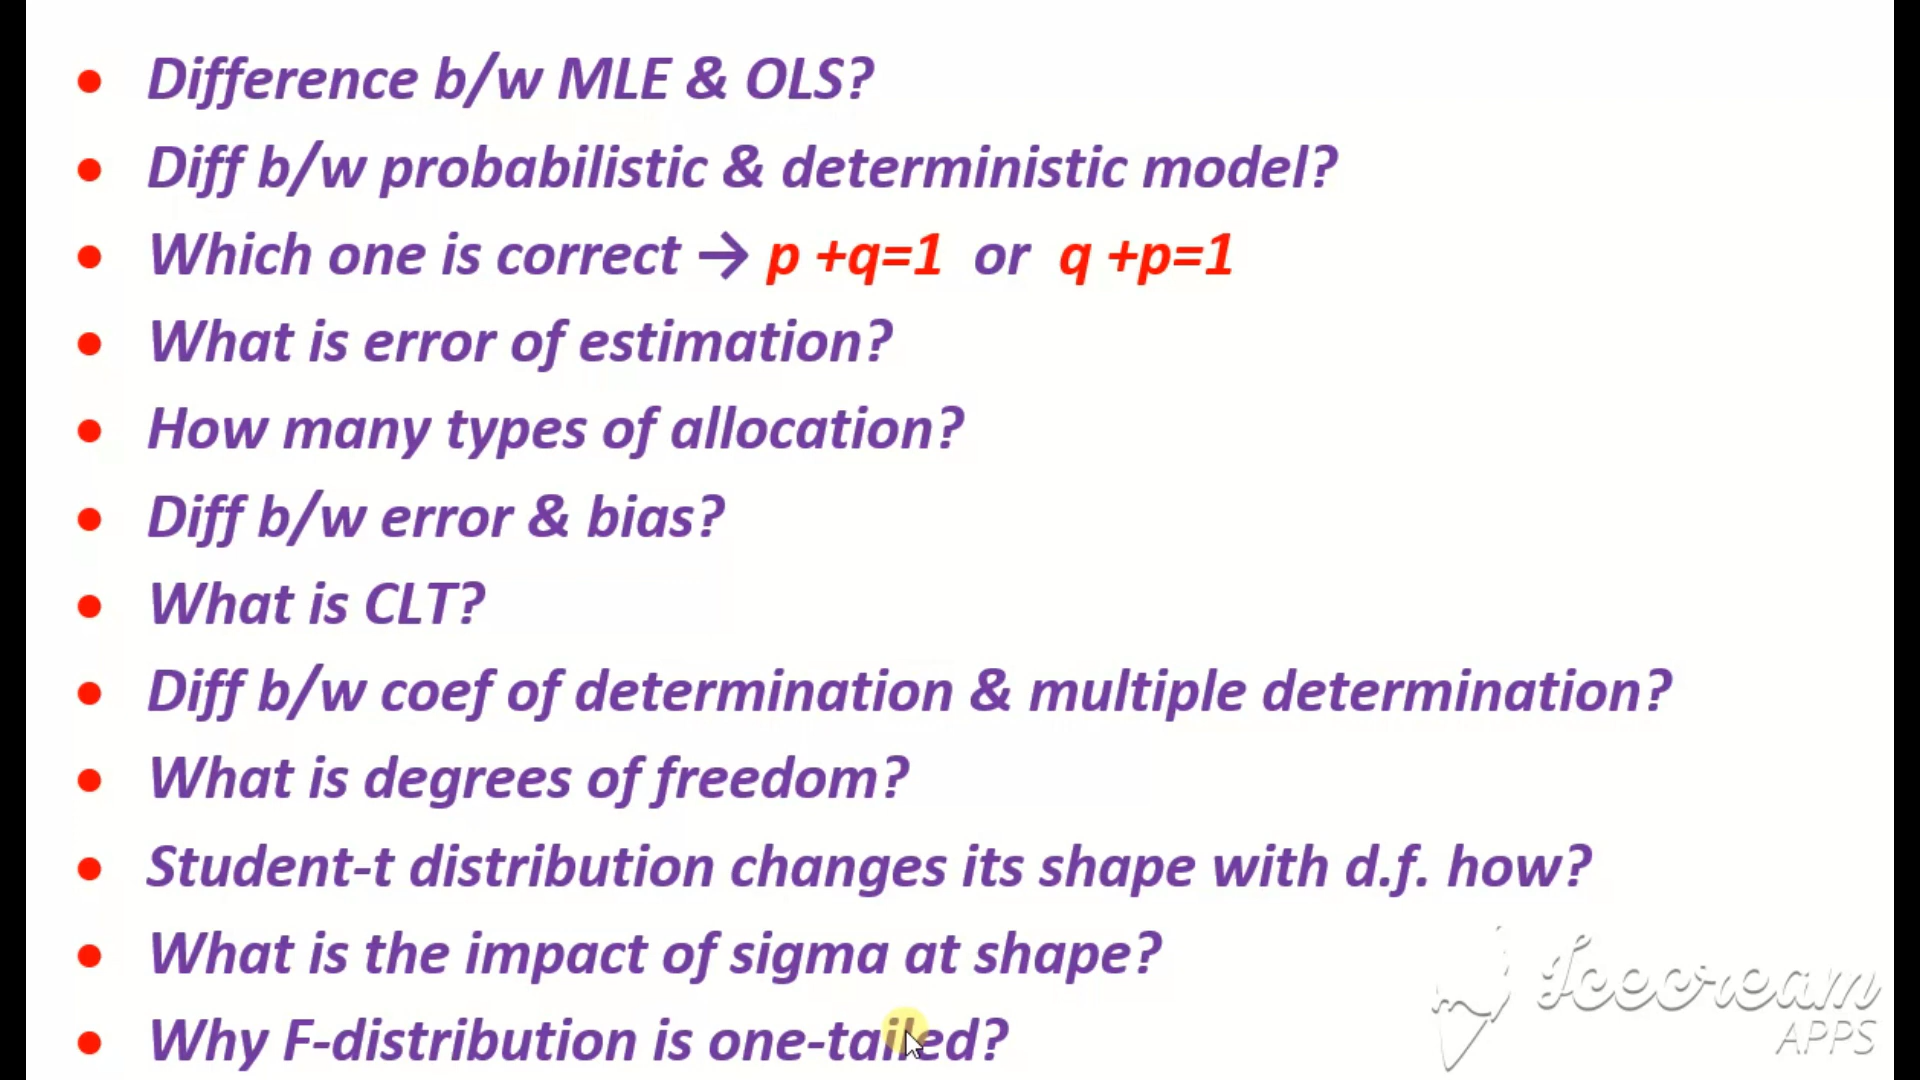 • Difference b/w MLE & OLS?
• Diff b/w probabilistic & deterministic model?
• Which one is correct → p +q=1 or q +p=1
• What is error of estimation?
• How many types of allocation?
• Diff b/w error & bias?
• What is CLT?
• Diff b/w coef of determination & multiple determination?
• What is degrees of freedom?
• Student-t distribution changes its shape with d.f. how?
• What is the impact of sigma at shape?
• Why F-distribution is one-tailed?
Icecream
APPS